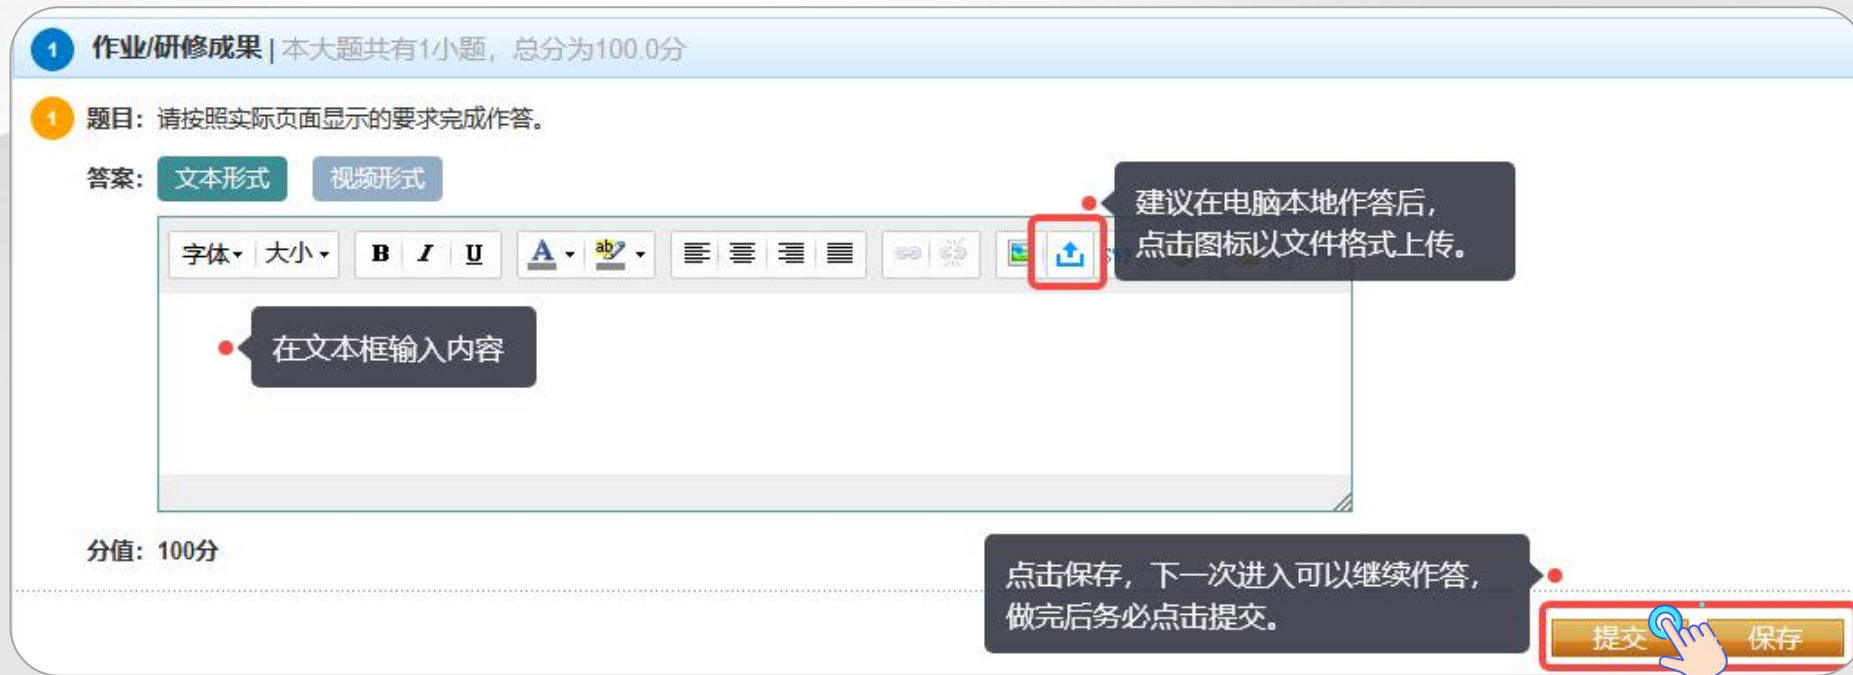 1 作业/研修成果 | 本大题共有1小题，总分为100.0分
1 题目：请按照实际页面显示的要求完成作答。
答案： 文本形式 视频形式
建议在电脑本地作答后，
点击图标以文件格式上传。
字体 大小 B I U A ab
在文本框输入内容
分值：100分
点击保存，下一次进入可以继续作答，
做完后务必点击提交。
提交 保存